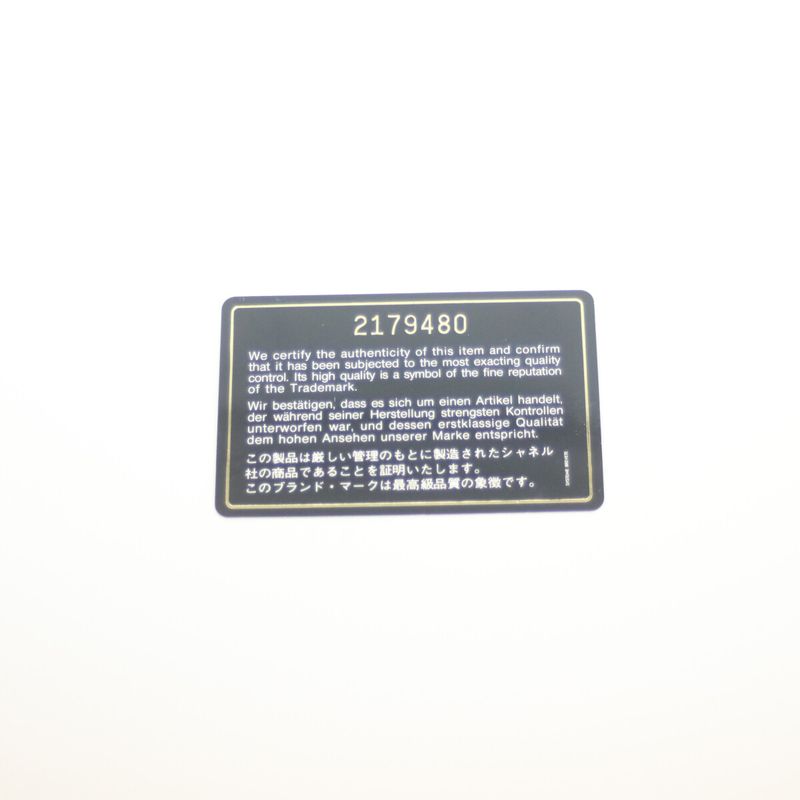 2179480
We certify the authenticity of this item and confirm
that it has been subjected to the most exacting quality
control. Its high quality is a symbol of the fine reputation
of the Trademark.
Wir bestätigen, dass es sich um einen Artikel handelt,
der während seiner Herstellung strengsten Kontrollen
unterworfen war, und dessen erstklassige Qualität
dem hohen Ansehen unserer Marke entspricht.
この製品は厳しい管理のもとに製造されたシャネル
社の商品であることを証明いたします。
このブランド・マークは最高級品質の象徴です。